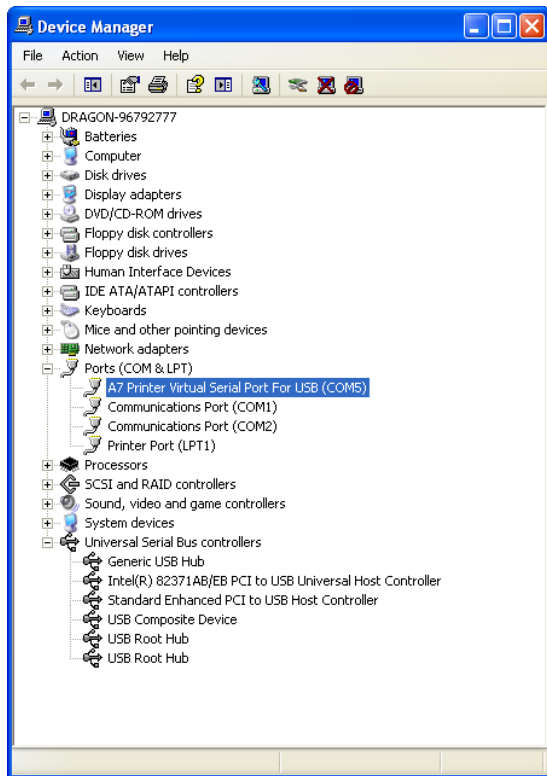 Device Manager
File Action View Help
DRAGON-96792777
Batteries
Computer
Disk drives
Display adapters
DVD/CD-ROM drives
Floppy disk controllers
Floppy disk drives
Human Interface Devices
IDE ATA/ATAPI controllers
Keyboards
Mice and other pointing devices
Network adapters
Ports (COM & LPT)
A7 Printer Virtual Serial Port For USB (COM5)
Communications Port (COM1)
Communications Port (COM2)
Printer Port (LPT1)
Processors
SCSI and RAID controllers
Sound, video and game controllers
System devices
Universal Serial Bus controllers
Generic USB Hub
Intel(R) 82371AB/EB PCI to USB Universal Host Controller
Standard Enhanced PCI to USB Host Controller
USB Composite Device
USB Root Hub
USB Root Hub